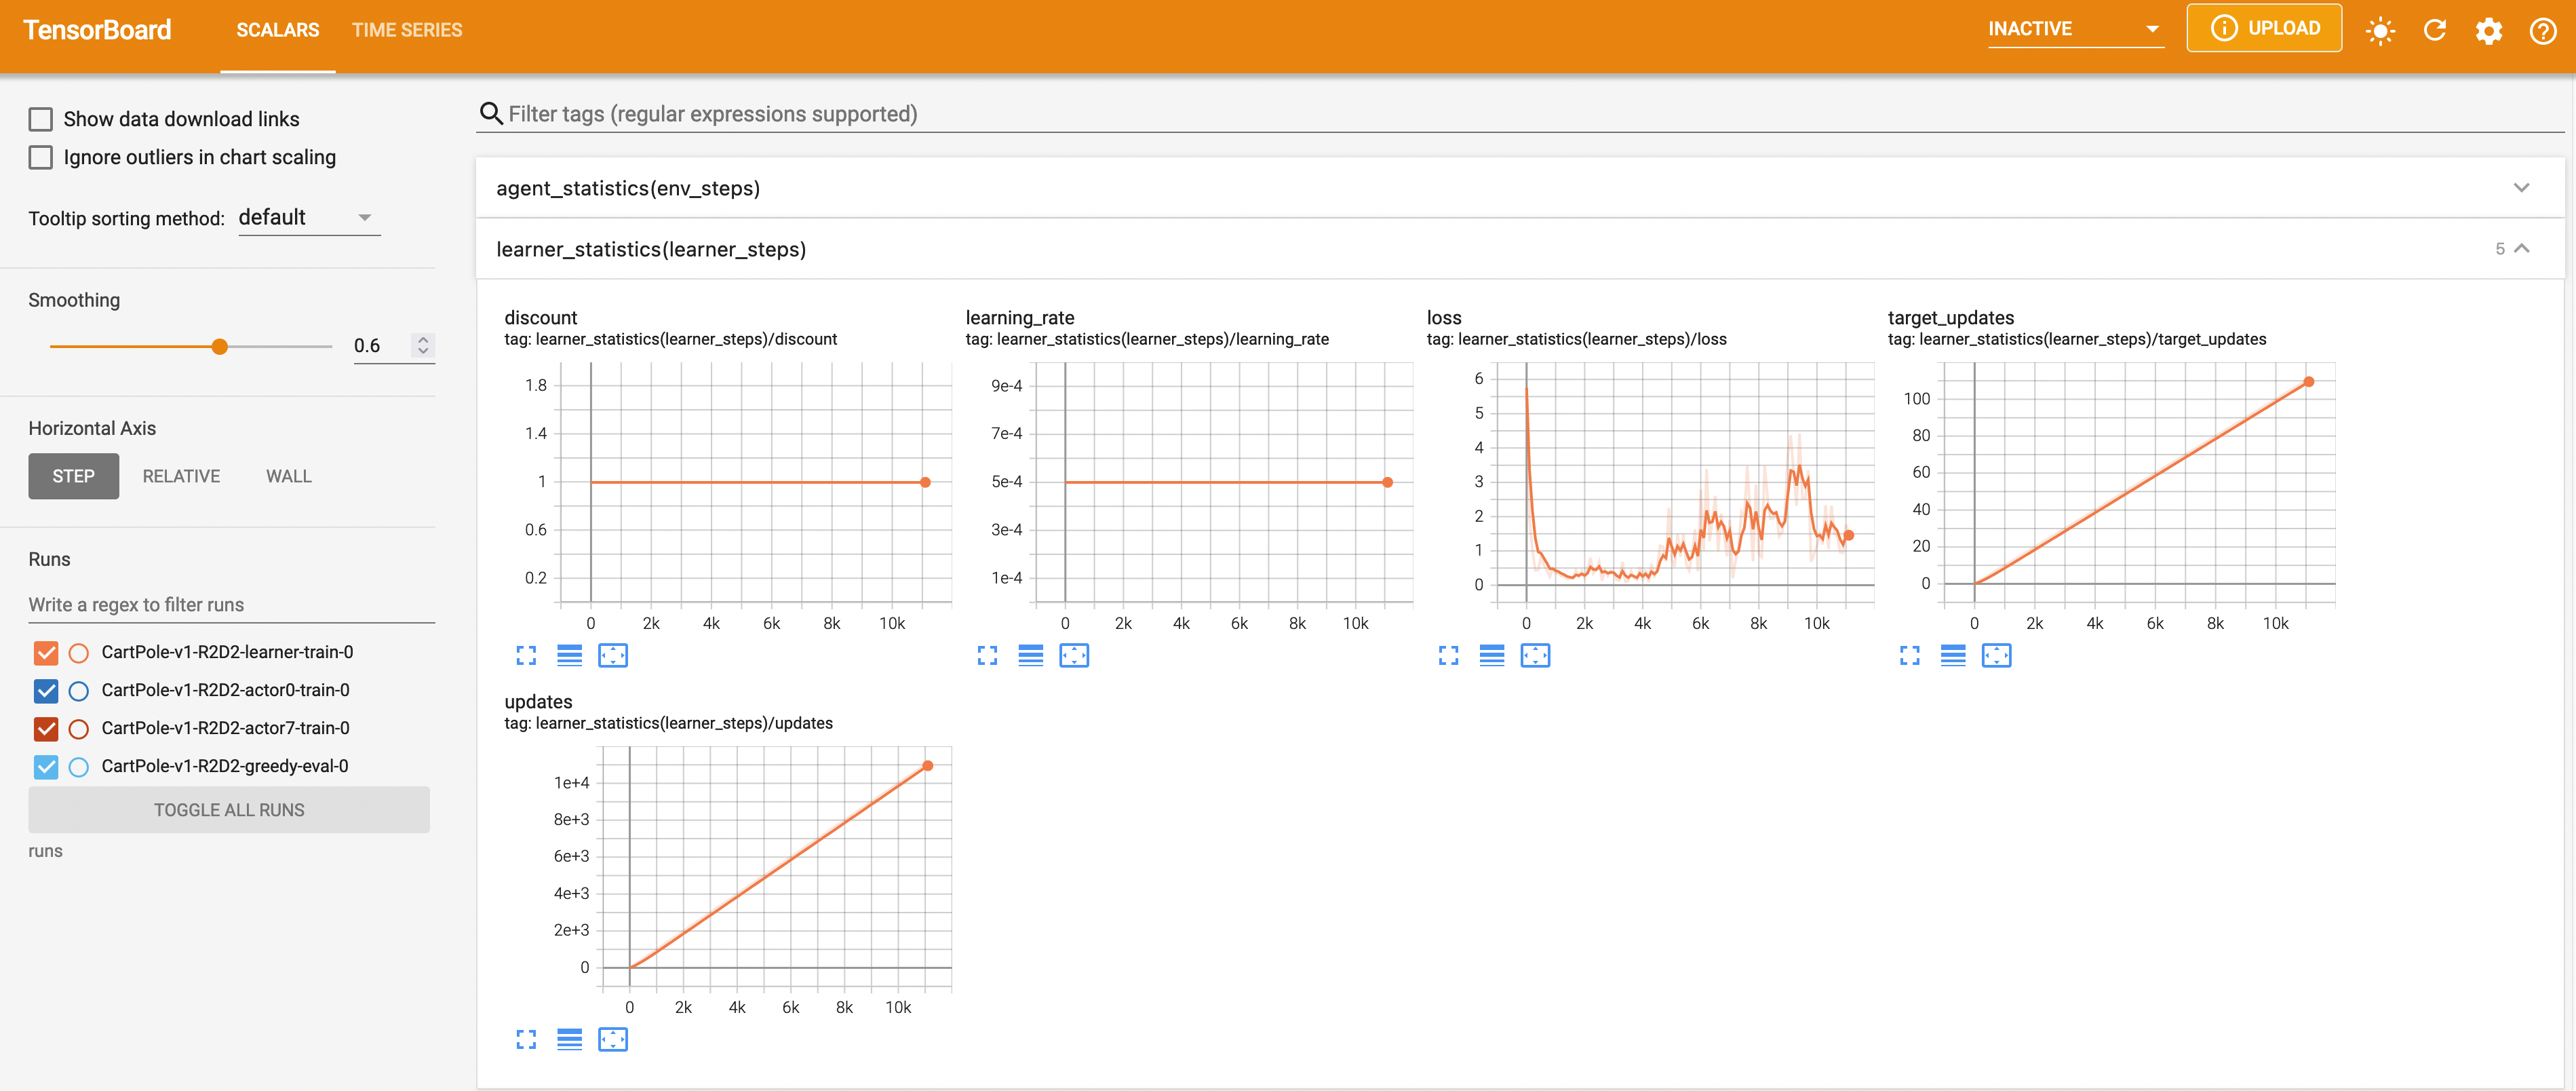 TensorBoard
SCALARS
TIME SERIES
INACTIVE
UPLOAD
Show data download links
Ignore outliers in chart scaling
Tooltip sorting method: default
Smoothing
0.6
Horizontal Axis
STEP
RELATIVE
WALL
Runs
Write a regex to filter runs
CartPole-v1-R2D2-learner-train-0
CartPole-v1-R2D2-actor0-train-0
CartPole-v1-R2D2-actor7-train-0
CartPole-v1-R2D2-greedy-eval-0
TOGGLE ALL RUNS
runs
Filter tags (regular expressions supported)
agent_statistics(env_steps)
learner_statistics(learner_steps)
5
discount
tag: learner_statistics(learner_steps)/discount
1.8
1.4
1
0.6
0.2
0 2k 4k 6k 8k 10k
learning_rate
tag: learner_statistics(learner_steps)/learning_rate
9e-4
7e-4
5e-4
3e-4
1e-4
0 2k 4k 6k 8k 10k
loss
tag: learner_statistics(learner_steps)/loss
6
5
4
3
2
1
0
0 2k 4k 6k 8k 10k
target_updates
tag: learner_statistics(learner_steps)/target_updates
100
80
60
40
20
0
0 2k 4k 6k 8k 10k
updates
tag: learner_statistics(learner_steps)/updates
1e+4
8e+3
6e+3
4e+3
2e+3
0
0 2k 4k 6k 8k 10k